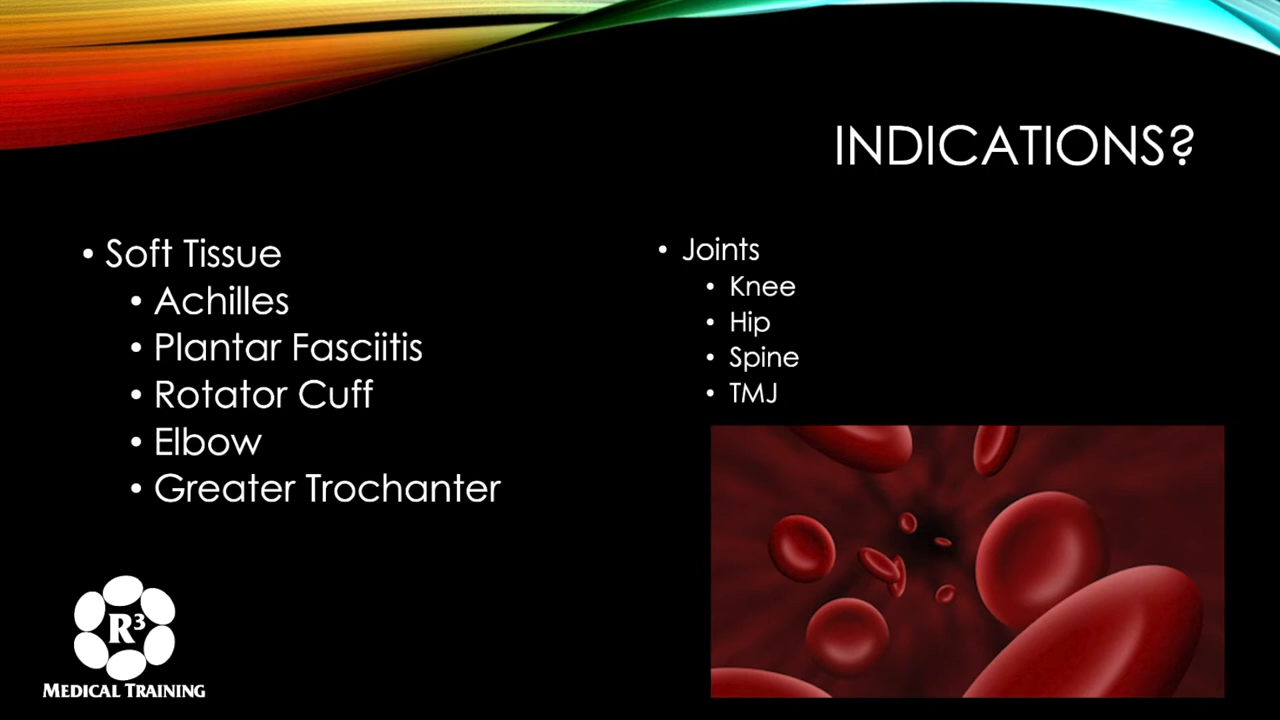 INDICATIONS?
• Soft Tissue
• Achilles
• Plantar Fasciitis
• Rotator Cuff
• Elbow
• Greater Trochanter
• Joints
• Knee
• Hip
• Spine
• TMJ
R³
MEDICAL TRAINING